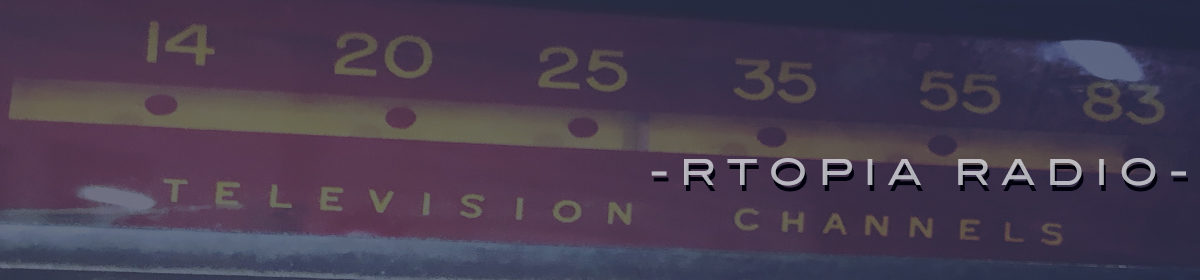 14 20 25 35 55 83
-RTOPIA RADIO-
TELEVISION CHANNELS